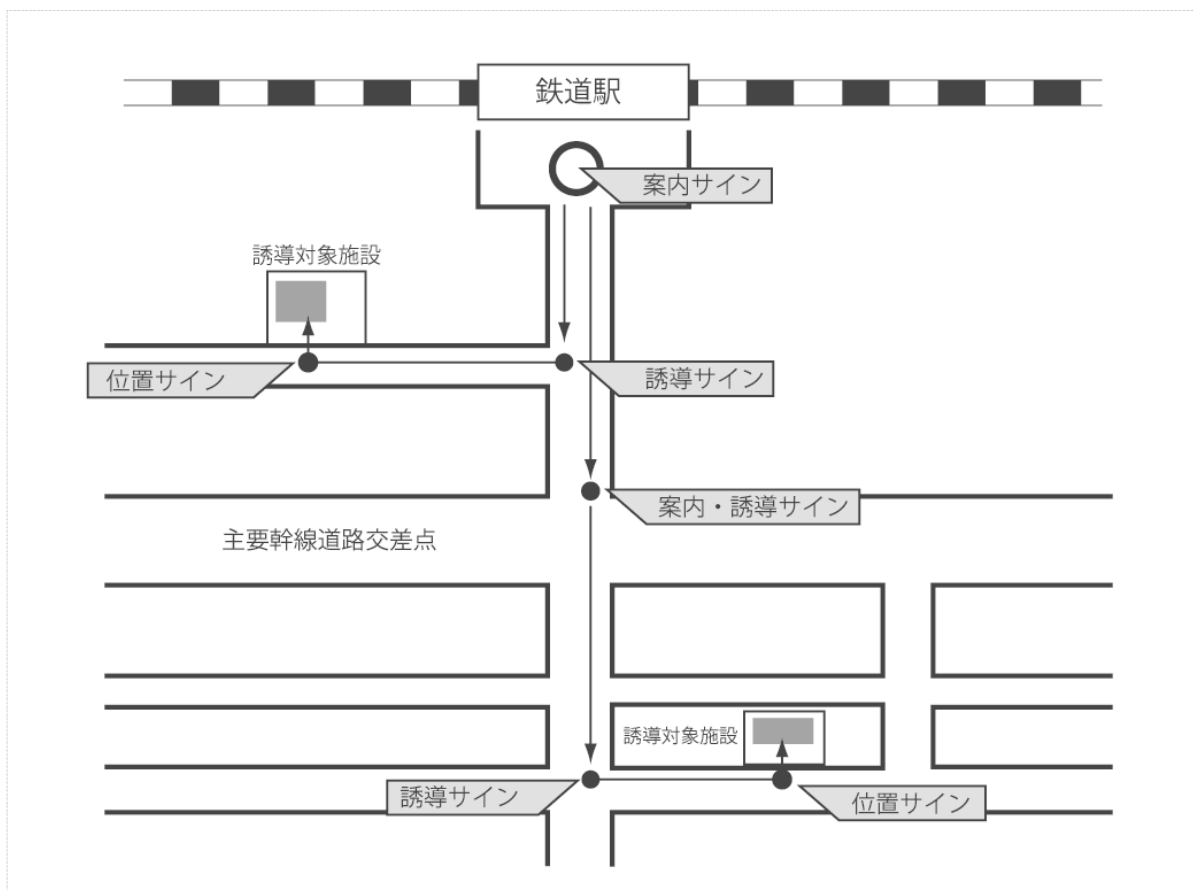 鉄道駅
案内サイン
誘導対象施設
位置サイン
誘導サイン
案内・誘導サイン
主要幹線道路交差点
誘導対象施設
誘導サイン
位置サイン